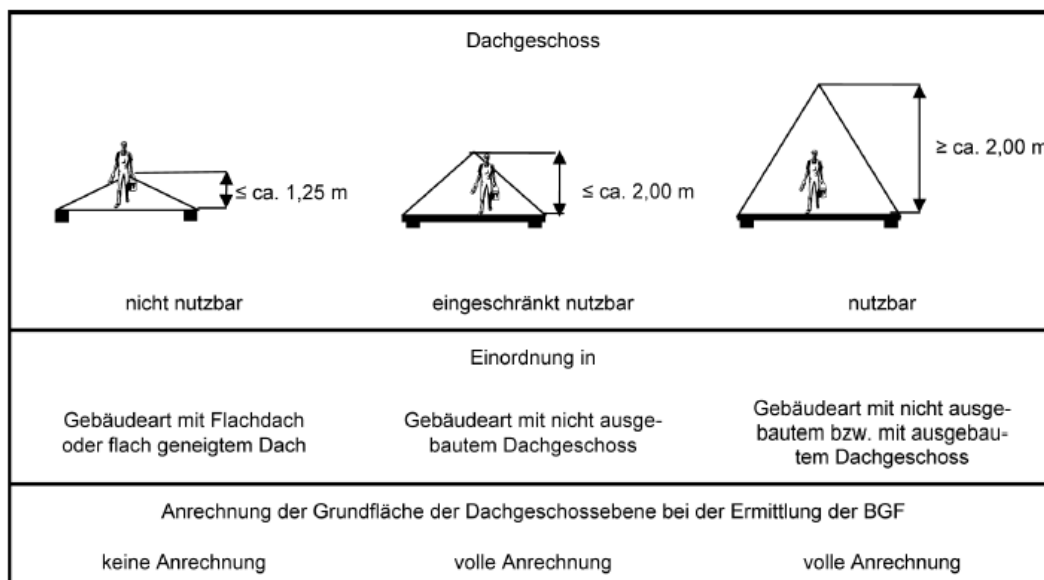 Dachgeschoss
≤ ca. 1,25 m
≤ ca. 2,00 m
≥ ca. 2,00 m
nicht nutzbar
eingeschränkt nutzbar
nutzbar
Einordnung in
Gebäudeart mit Flachdach
oder flach geneigtem Dach
Gebäudeart mit nicht ausge-
bautem Dachgeschoss
Gebäudeart mit nicht ausge-
bautem bzw. mit ausgebau-
tem Dachgeschoss
Anrechnung der Grundfläche der Dachgeschossebene bei der Ermittlung der BGF
keine Anrechnung
volle Anrechnung
volle Anrechnung